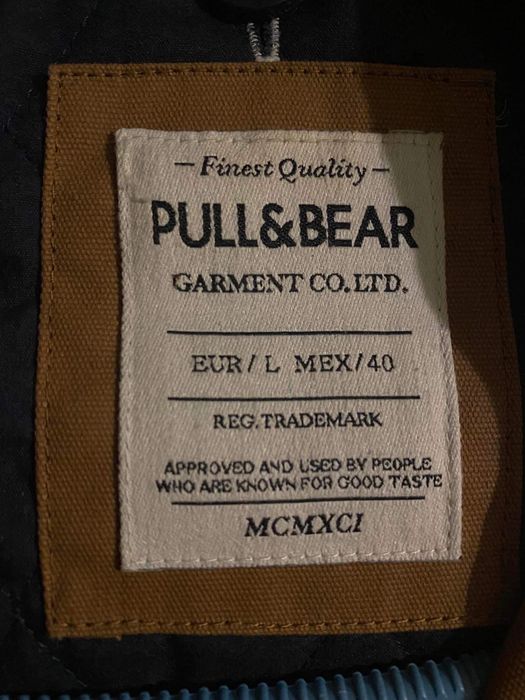 — Finest Quality —
PULL&BEAR
GARMENT CO. LTD.
EUR / L MEX / 40
REG. TRADEMARK
APPROVED AND USED BY PEOPLE
WHO ARE KNOWN FOR GOOD TASTE
MCMXCI